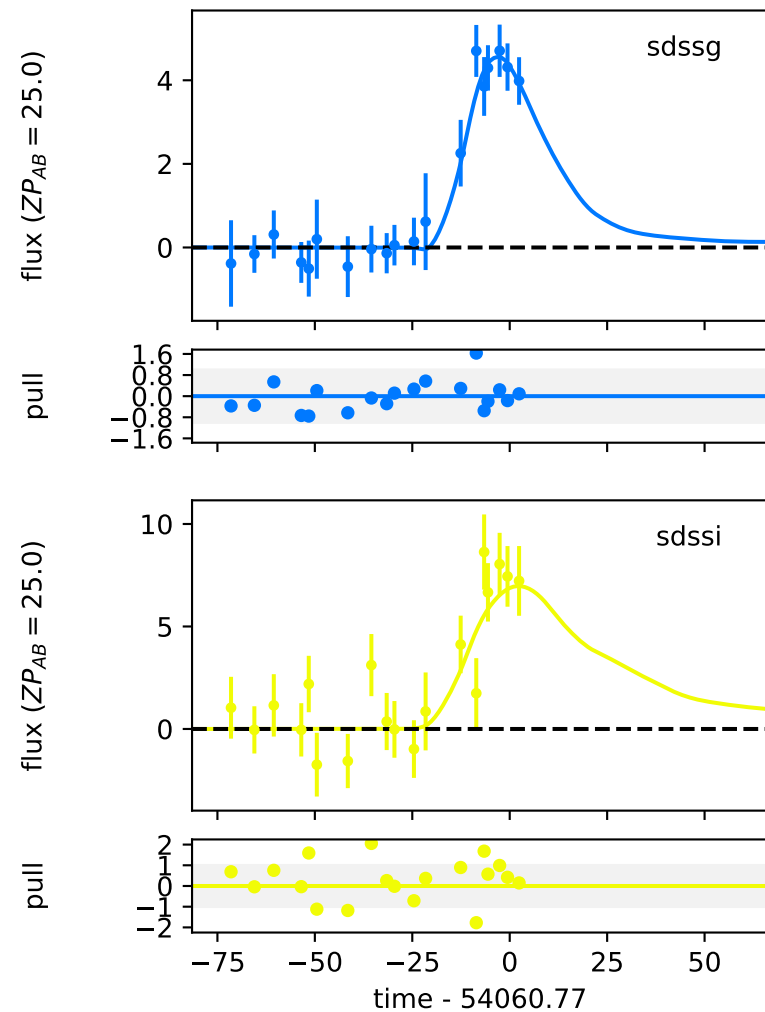 sdssg
flux (ZP_AB = 25.0)
4
2
0
pull
1.6
0.8
0.0
−0.8
−1.6
sdssi
flux (ZP_AB = 25.0)
10
5
0
pull
2
1
0
−1
−2
−75 −50 −25 0 25 50
time - 54060.77